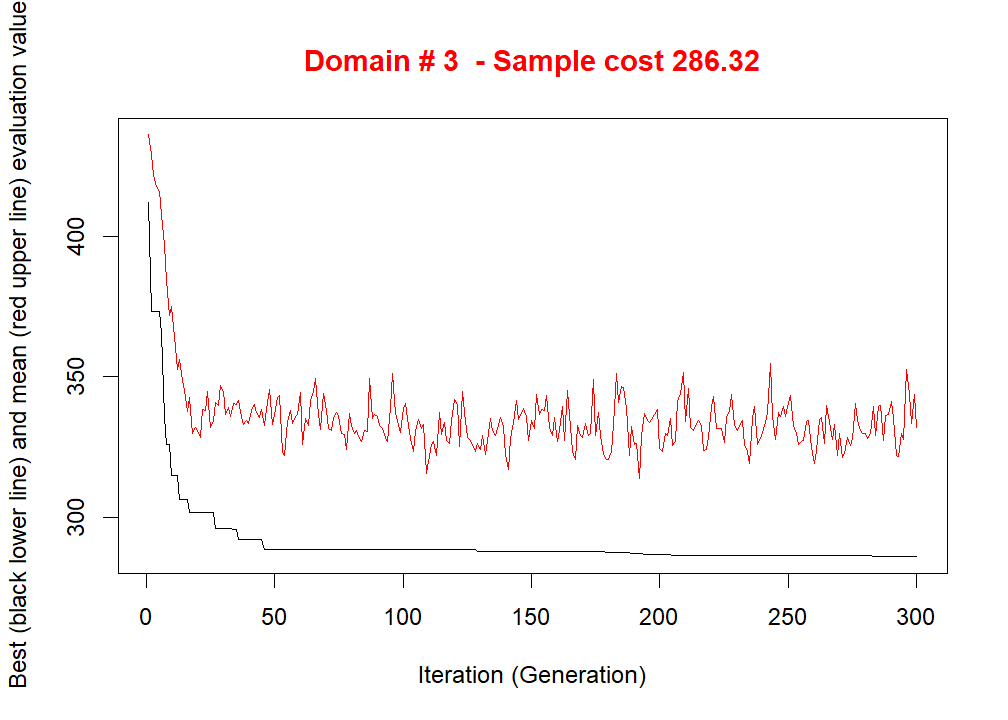 Domain # 3 - Sample cost 286.32
Best (black lower line) and mean (red upper line) evaluation value
400
350
300
0 50 100 150 200 250 300
Iteration (Generation)